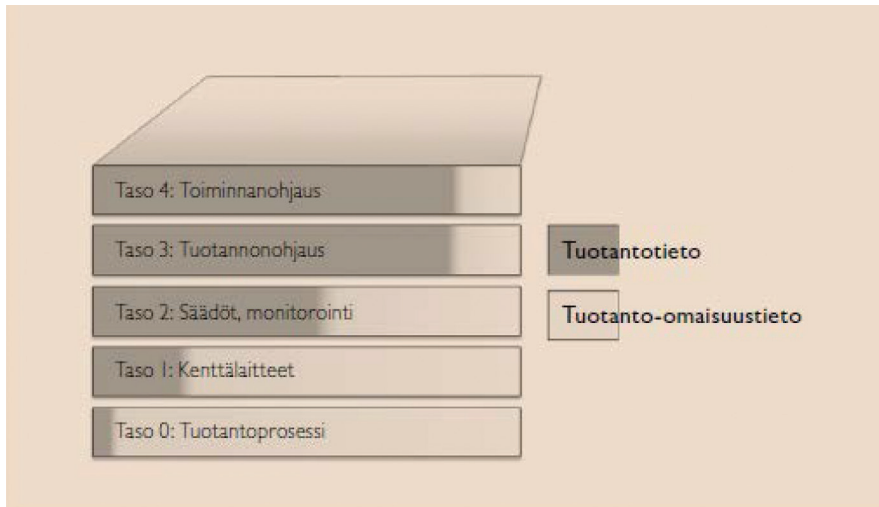 Taso 4: Toiminnanohjaus
Taso 3: Tuotannonohjaus
Taso 2: Säädöt, monitorointi
Taso 1: Kenttälaitteet
Taso 0: Tuotantoprosessi
Tuotantotieto
Tuotanto-omaisuustieto